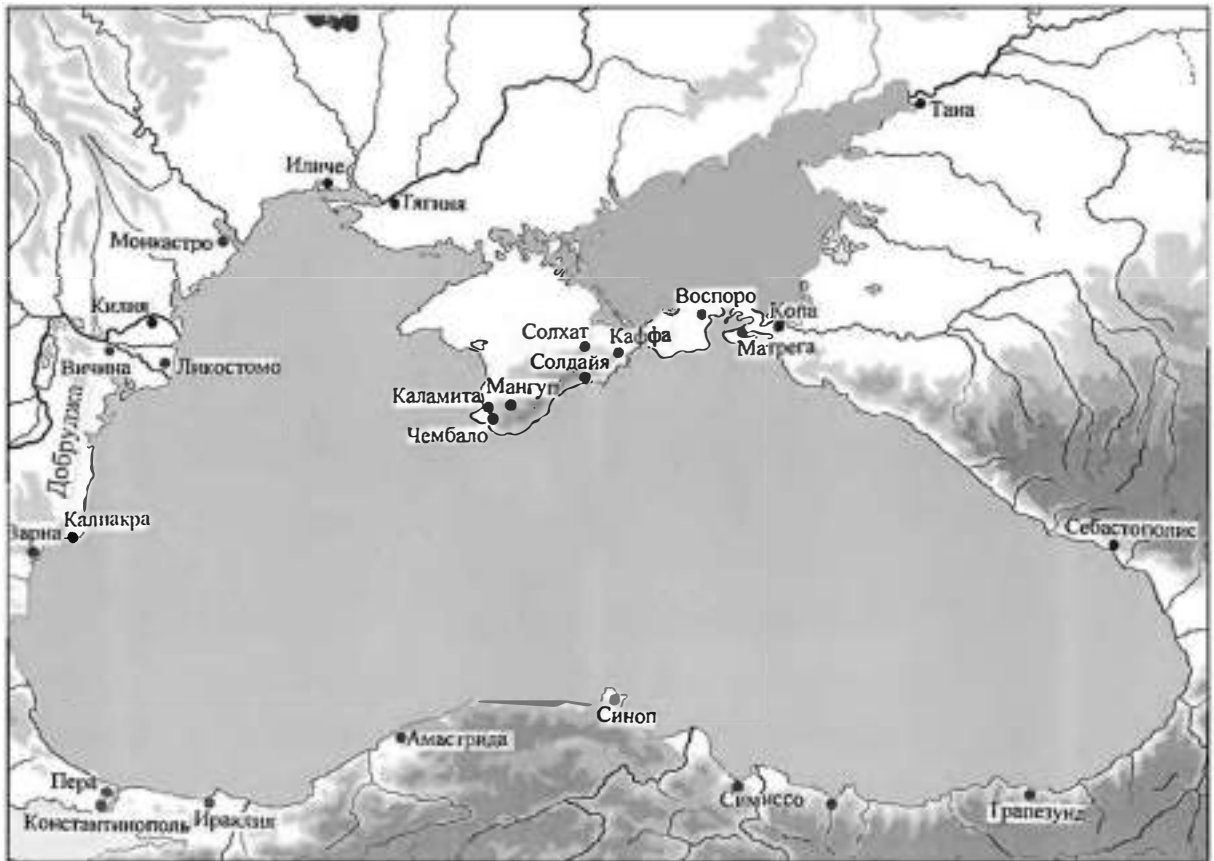 Тана
Иличе
Тягиня
Монкастро
Килия
Воспоро
Копа
Солхат
Каффа
Матрега
Вичина
Ликостомо
Солдайя
Каламита
Мангуп
Чембало
Добруджа
Калиакра
Варна
Себастополис
Синоп
Амастрида
Пера
Симиссо
Трапезунд
Константинополь
Ираклия